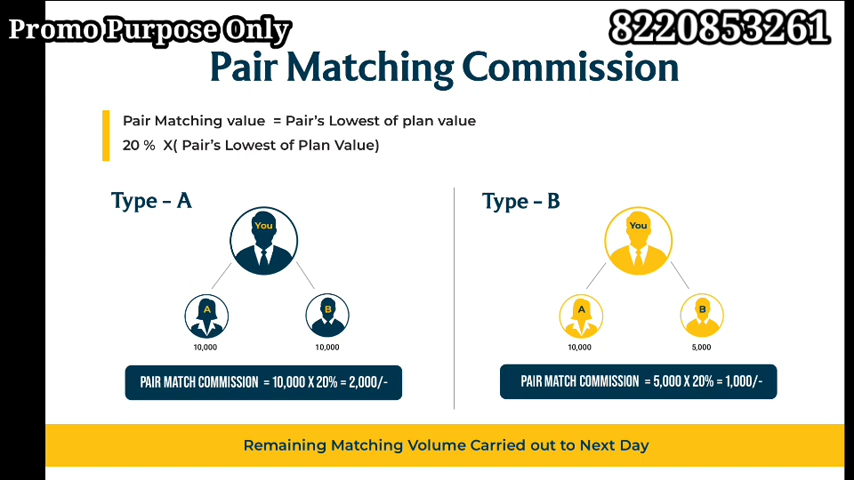 Promo Purpose Only
8220853261
Pair Matching Commission
Pair Matching value = Pair's Lowest of plan value
20 % X( Pair's Lowest of Plan Value)
Type - A
You
A
B
10,000
10,000
PAIR MATCH COMMISSION = 10,000 X 20% = 2,000/-
Type - B
You
A
B
10,000
5,000
PAIR MATCH COMMISSION = 5,000 X 20% = 1,000/-
Remaining Matching Volume Carried out to Next Day